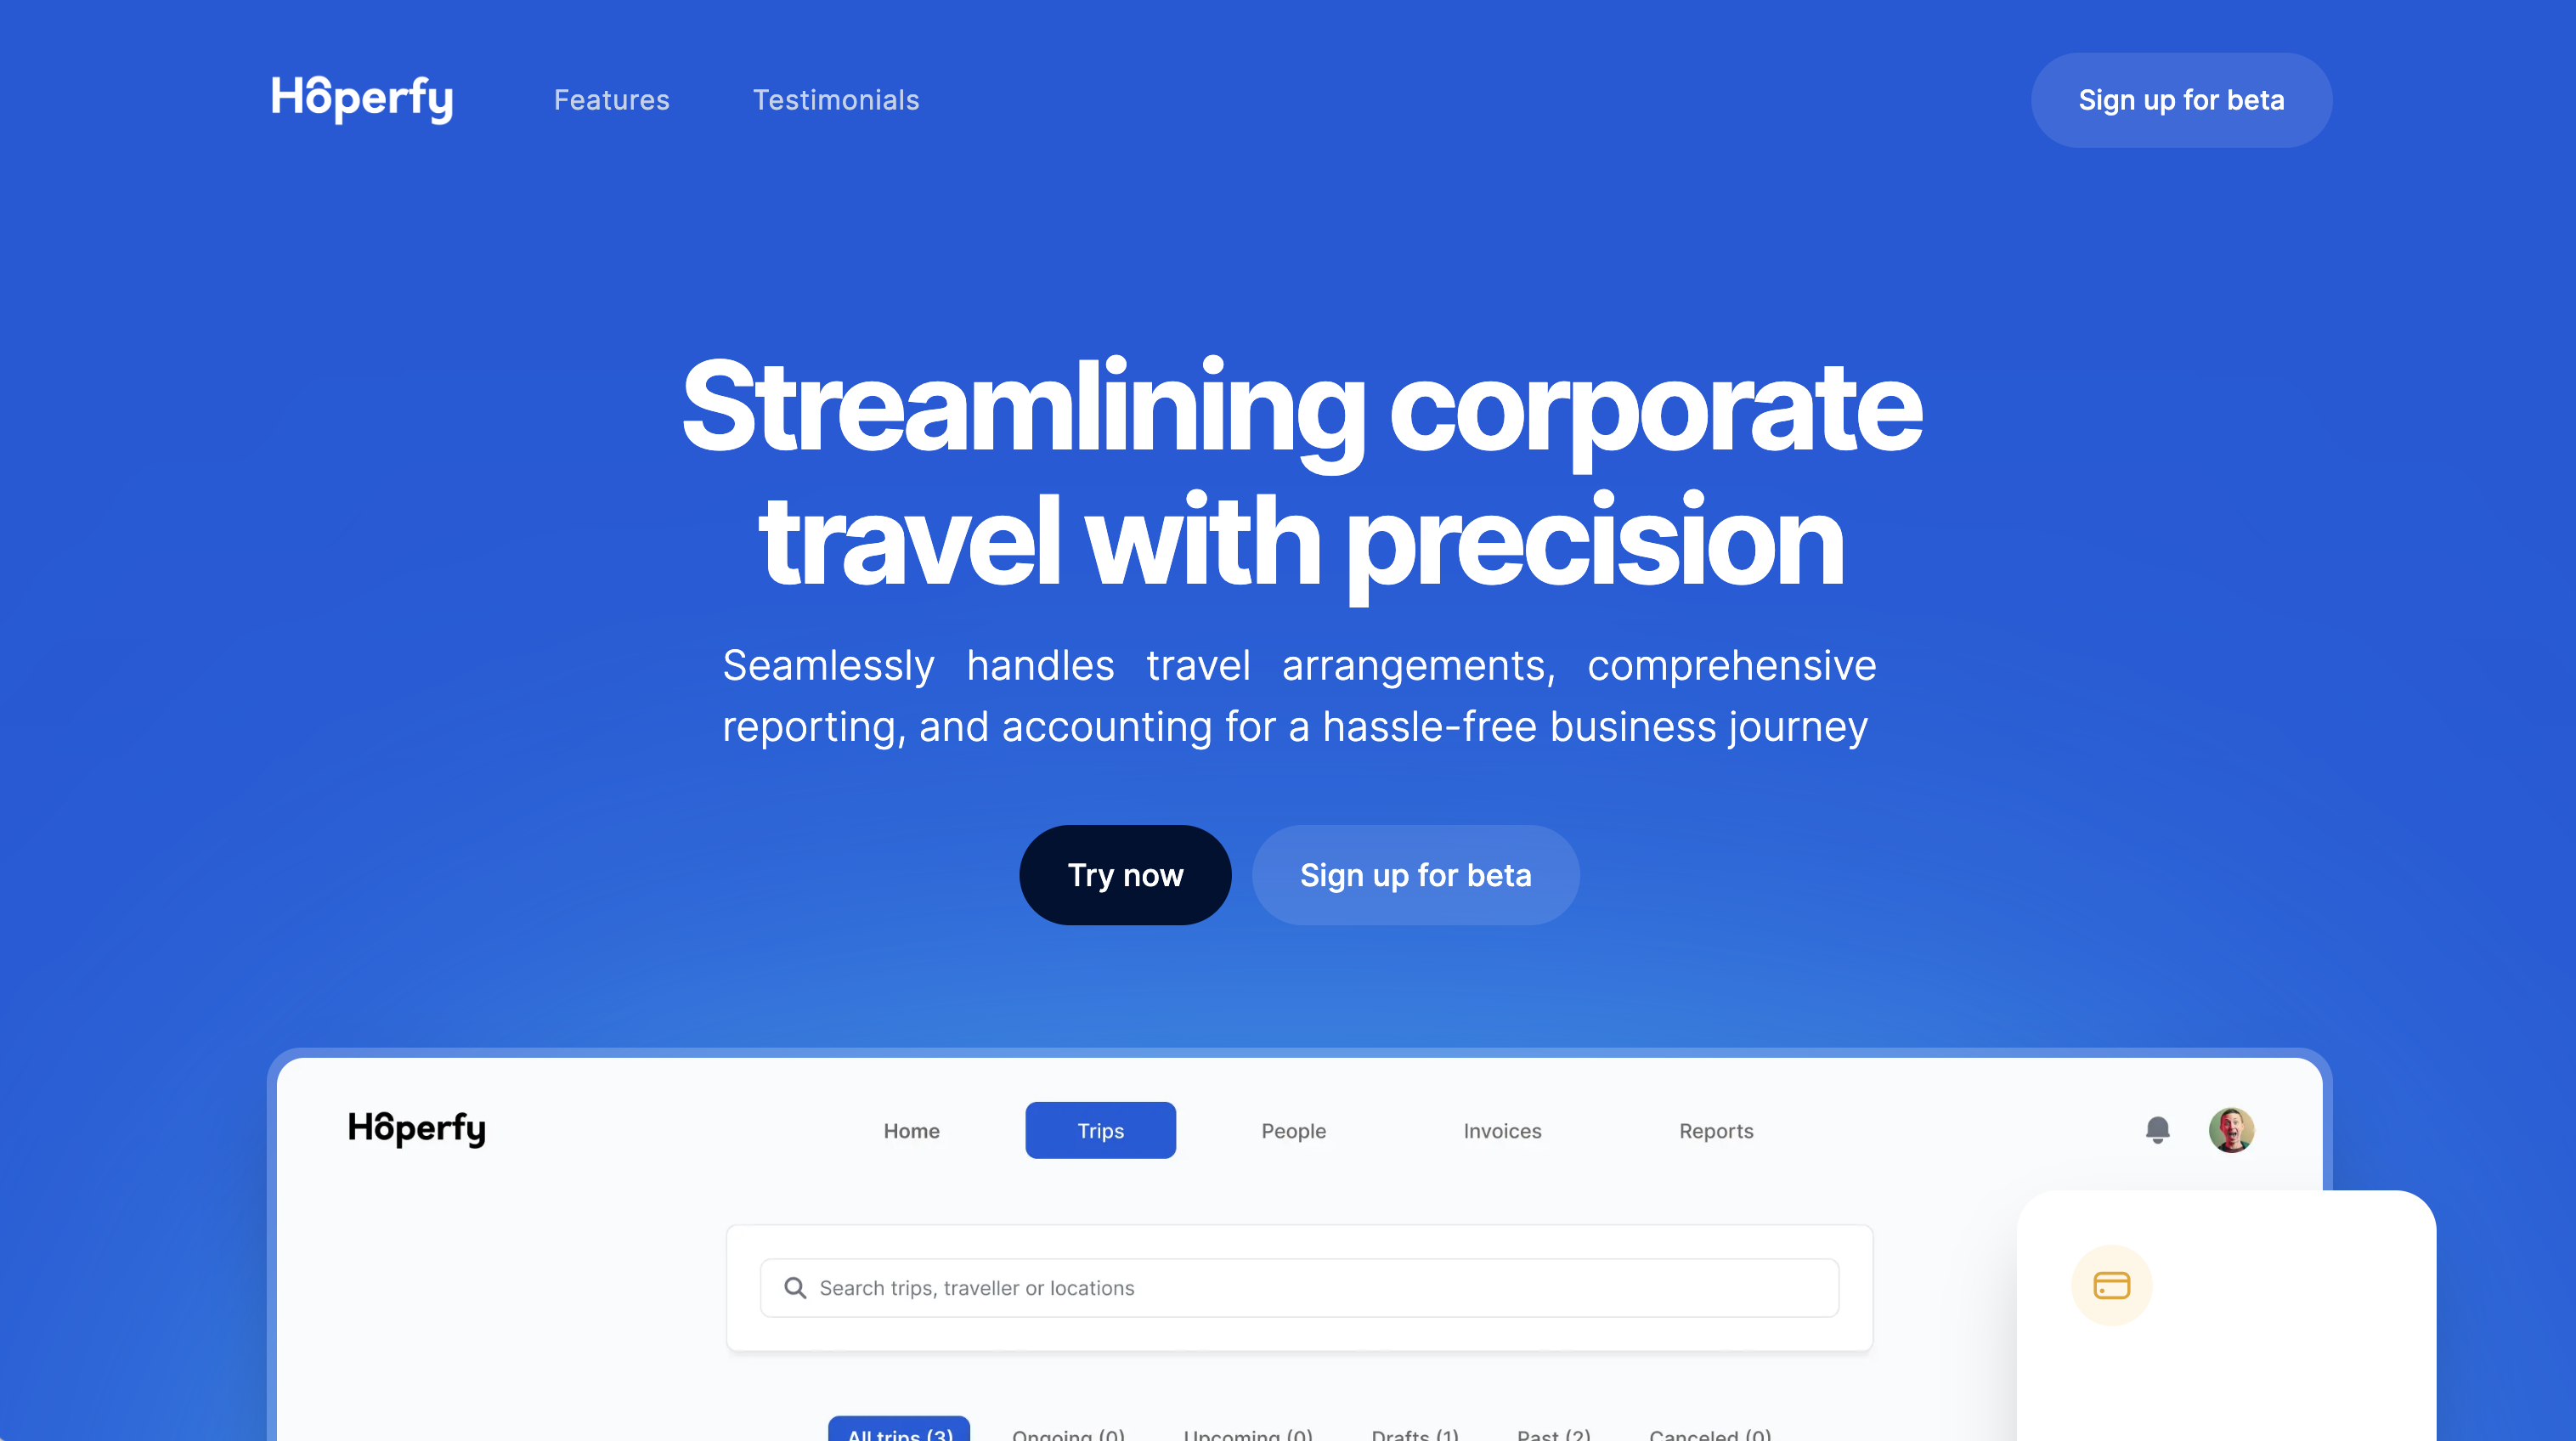 Hôperfy
Features
Testimonials
Sign up for beta
Streamlining corporate
travel with precision
Seamlessly handles travel arrangements, comprehensive
reporting, and accounting for a hassle-free business journey
Try now
Sign up for beta
Hôperfy
Home
Trips
People
Invoices
Reports
Search trips, traveller or locations
All trips (3)
Ongoing (0)
Upcoming (0)
Drafts (1)
Past (2)
Canceled (0)